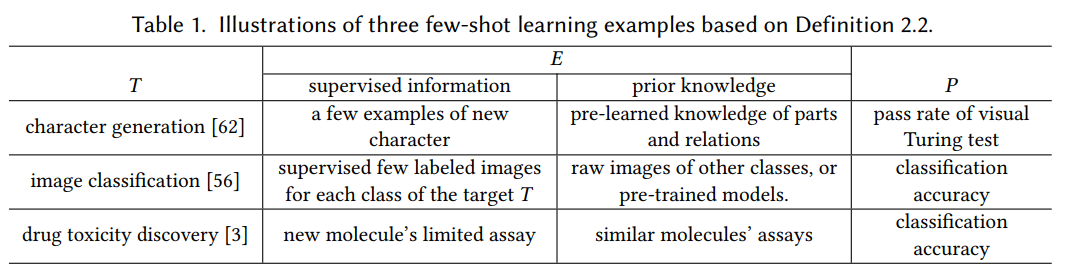 Table 1. Illustrations of three few-shot learning examples based on Definition 2.2.
E
T
supervised information
prior knowledge
P
character generation [62]
a few examples of new
character
pre-learned knowledge of parts
and relations
pass rate of visual
Turing test
image classification [56]
supervised few labeled images
for each class of the target T
raw images of other classes, or
pre-trained models.
classification
accuracy
drug toxicity discovery [3]
new molecule's limited assay
similar molecules' assays
classification
accuracy